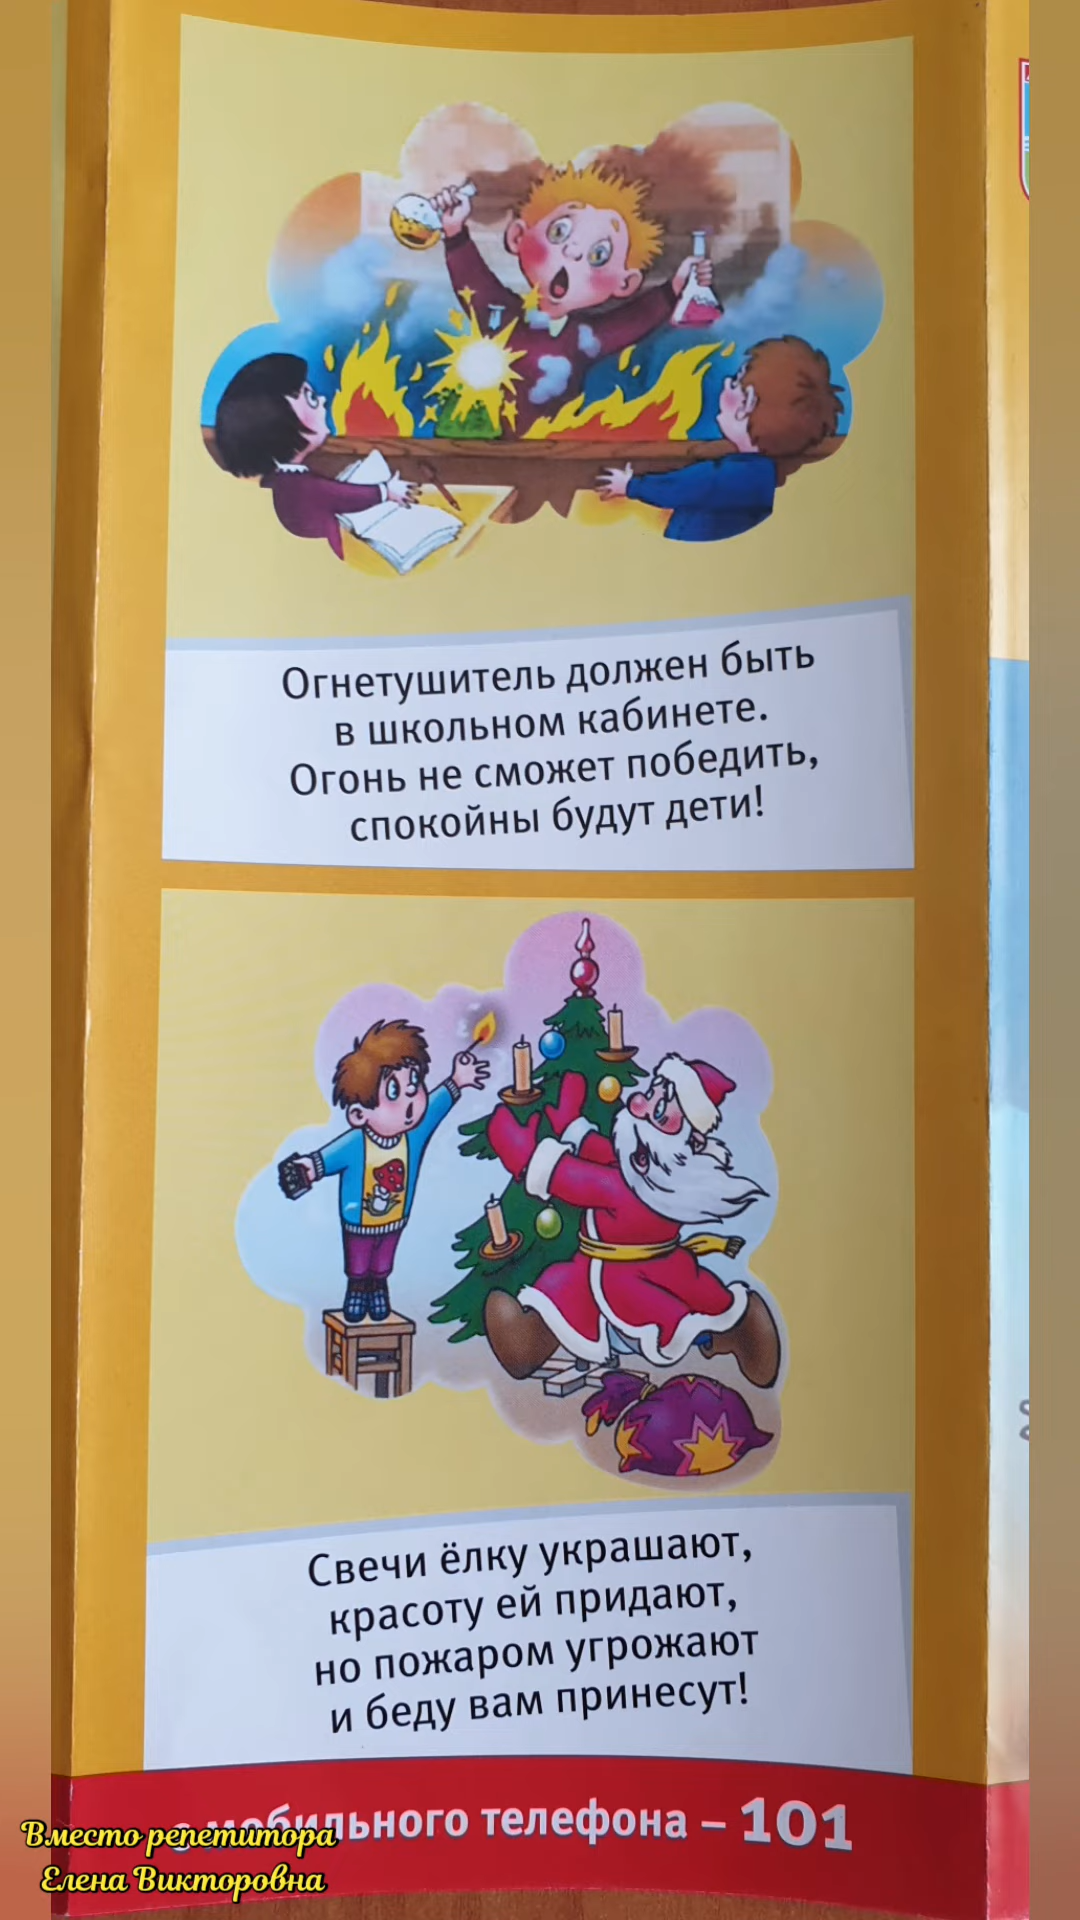 Огнетушитель должен быть
в школьном кабинете.
Огонь не сможет победить,
спокойны будут дети!
Свечи ёлку украшают,
красоту ей придают,
но пожаром угрожают
и беду вам принесут!
с мобильного телефона – 101
Вместо репетитора
Елена Викторовна